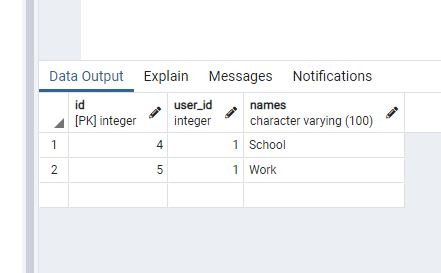 Data Output Explain Messages Notifications
id user_id names
[PK] integer integer character varying (100)
1 4 1 School
2 5 1 Work